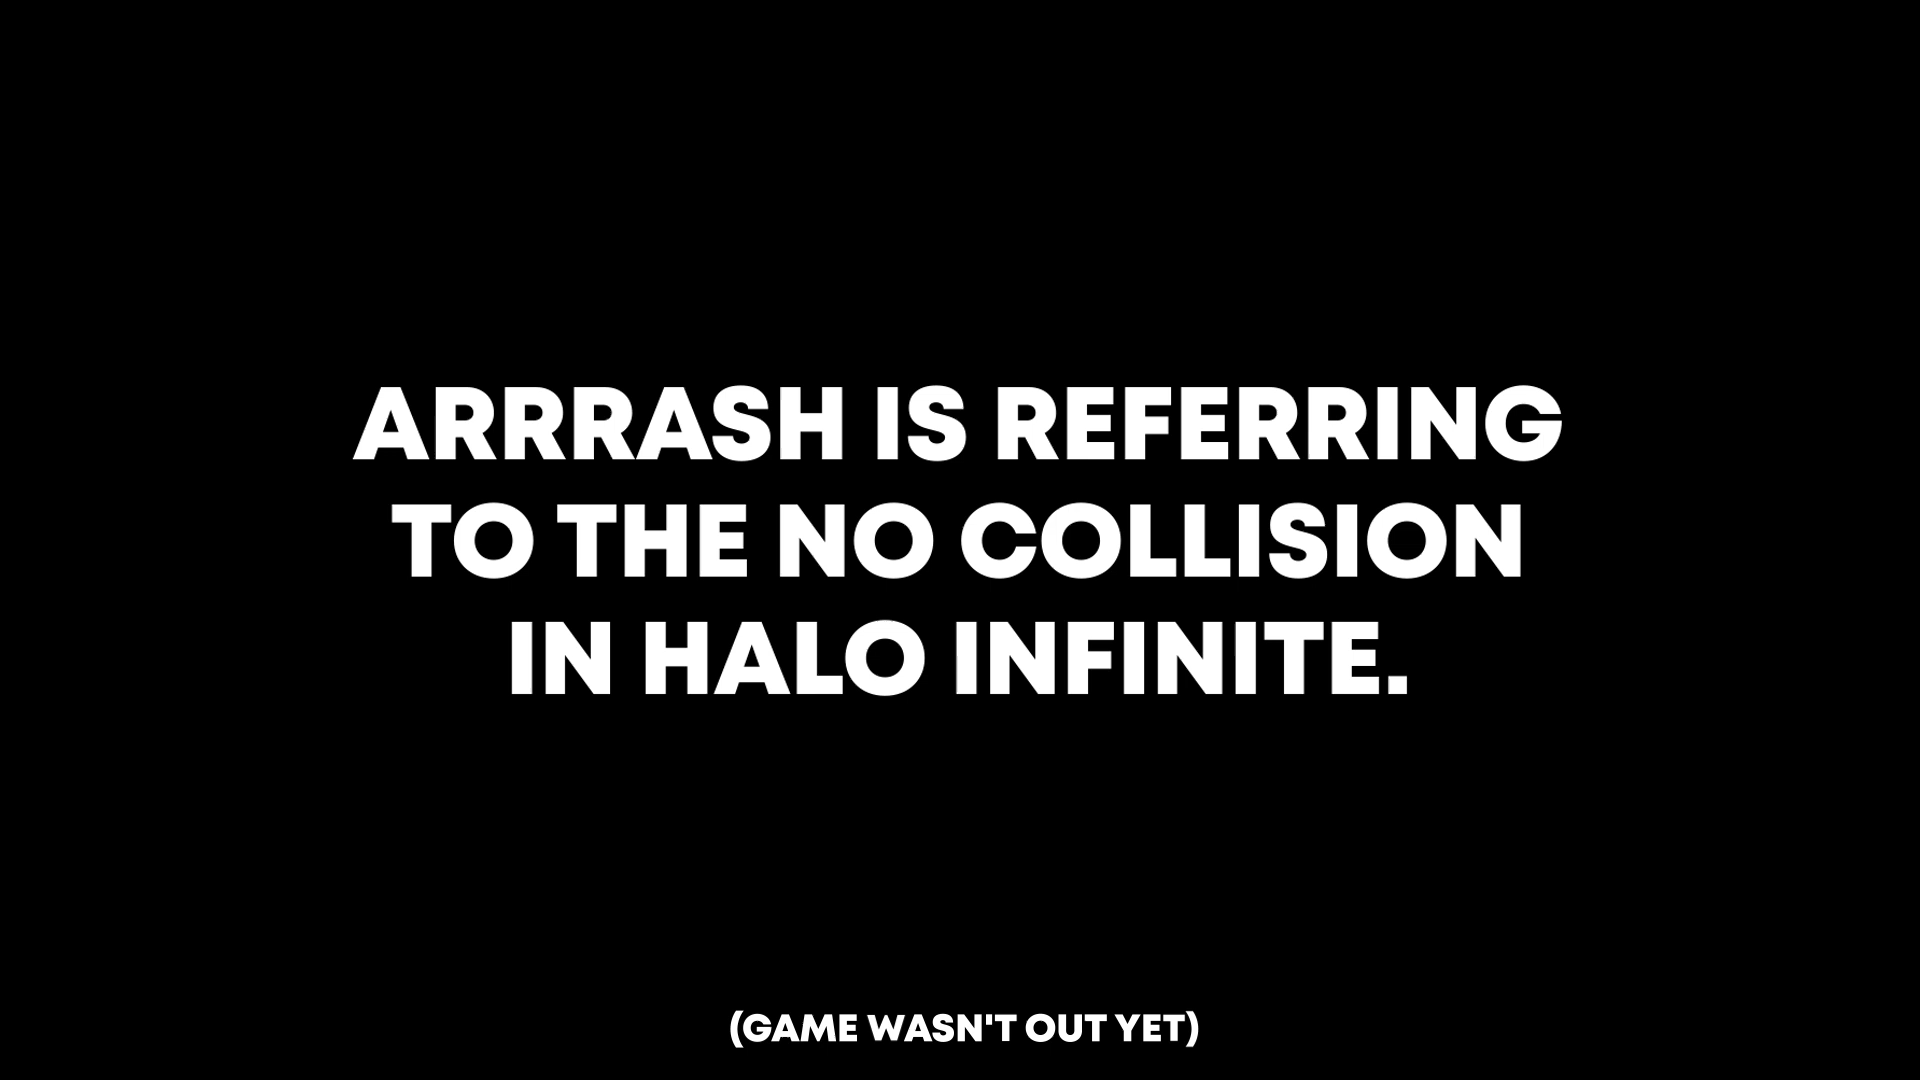 ARRRASH IS REFERRING
TO THE NO COLLISION
IN HALO INFINITE.
(GAME WASN'T OUT YET)